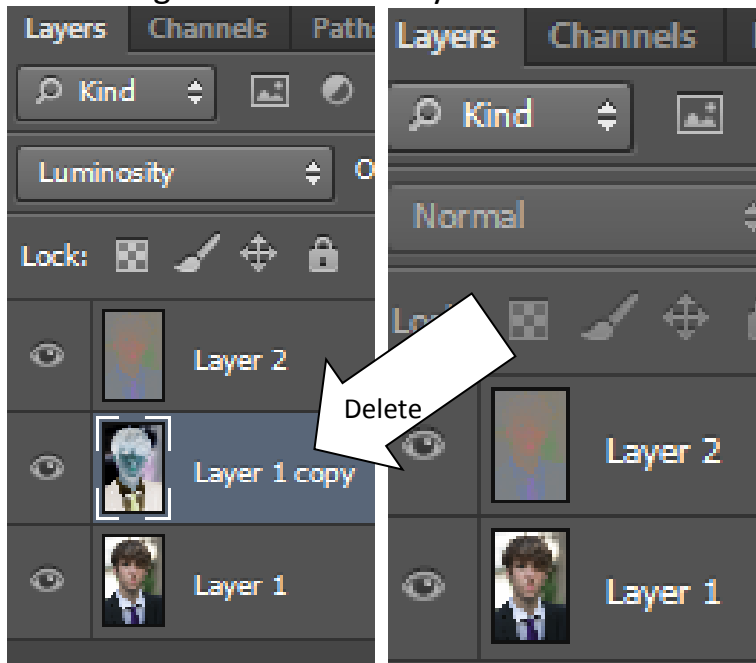 Layers Channels Path
Kind
Luminosity
Lock:
Layer 2
Layer 1 copy
Layer 1
Delete
Layers Channels
Kind
Normal
Layer 2
Layer 1